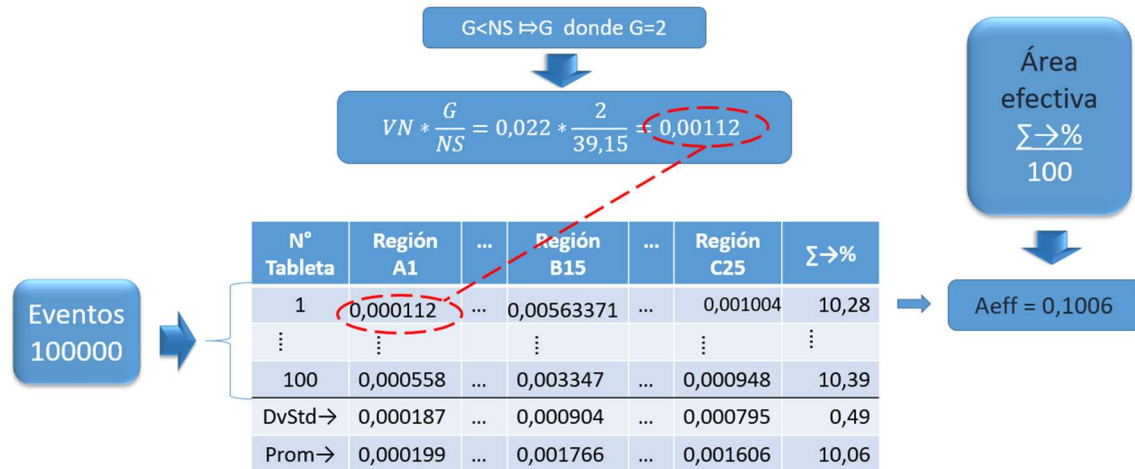 G<NS ⤇G donde G=2
VN * G/NS = 0,022 * 2/39,15 = 0,00112
Área
efectiva
∑→%
100
N° Tableta Región A1 ... Región B15 ... Región C25 ∑→%
1 0,000112 ... 0,00563371 ... 0,001004 10,28
⋮ ⋮ ⋮ ⋮ ⋮
100 0,000558 ... 0,003347 ... 0,000948 10,39
DvStd→ 0,000187 ... 0,000904 ... 0,000795 0,49
Prom→ 0,000199 ... 0,001766 ... 0,001606 10,06
Eventos
100000
Aeff = 0,1006